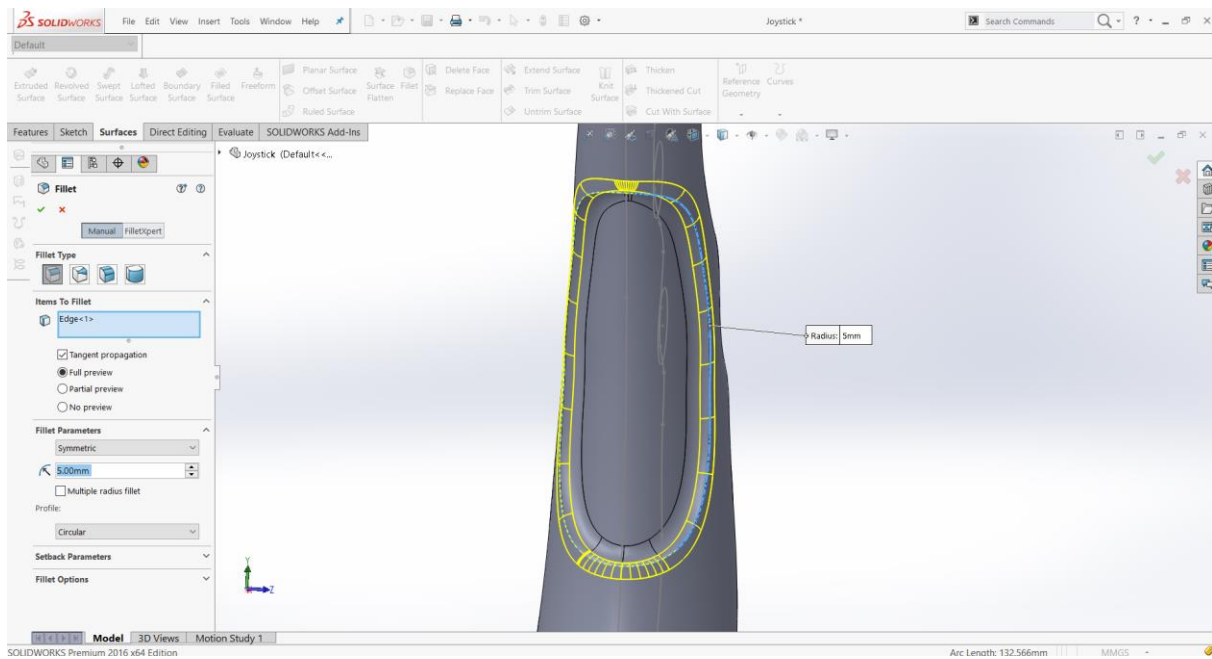 SOLIDWORKS File Edit View Insert Tools Window Help Joystick * Search Commands
Default
Extruded Surface
Revolved Surface
Swept Surface
Lofted Surface
Boundary Surface
Filled Surface
Freeform
Planar Surface
Offset Surface
Ruled Surface
Surface Flatten
Fillet
Delete Face
Replace Face
Extend Surface
Trim Surface
Untrim Surface
Knit Surface
Thicken
Thickened Cut
Cut With Surface
Reference Geometry
Curves
Features Sketch Surfaces Direct Editing Evaluate SOLIDWORKS Add-Ins
Joystick (Default<<...
Fillet
Manual FilletXpert
Fillet Type
Items To Fillet
Edge<1>
Tangent propagation
Full preview
Partial preview
No preview
Fillet Parameters
Symmetric
5.00mm
Multiple radius fillet
Profile:
Circular
Setback Parameters
Fillet Options
Radius: 5mm
Y
Z
Model 3D Views Motion Study 1
SOLIDWORKS Premium 2016 x64 Edition Arc Length: 132.566mm MMGS -